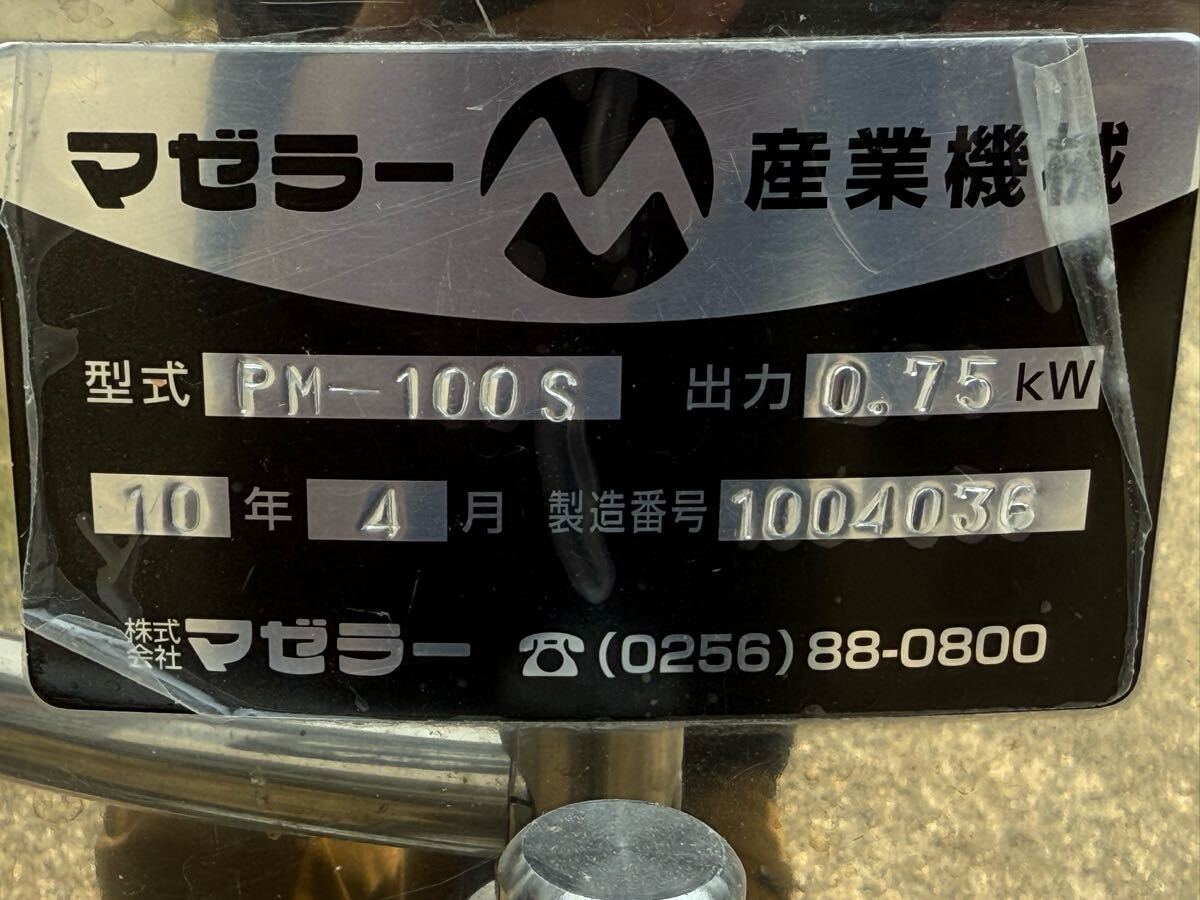 マゼラー 産業機械
型式 PM-100S 出力 0.75 kW
10 年 4 月 製造番号 1004036
株式会社 マゼラー ☎(0256)88-0800